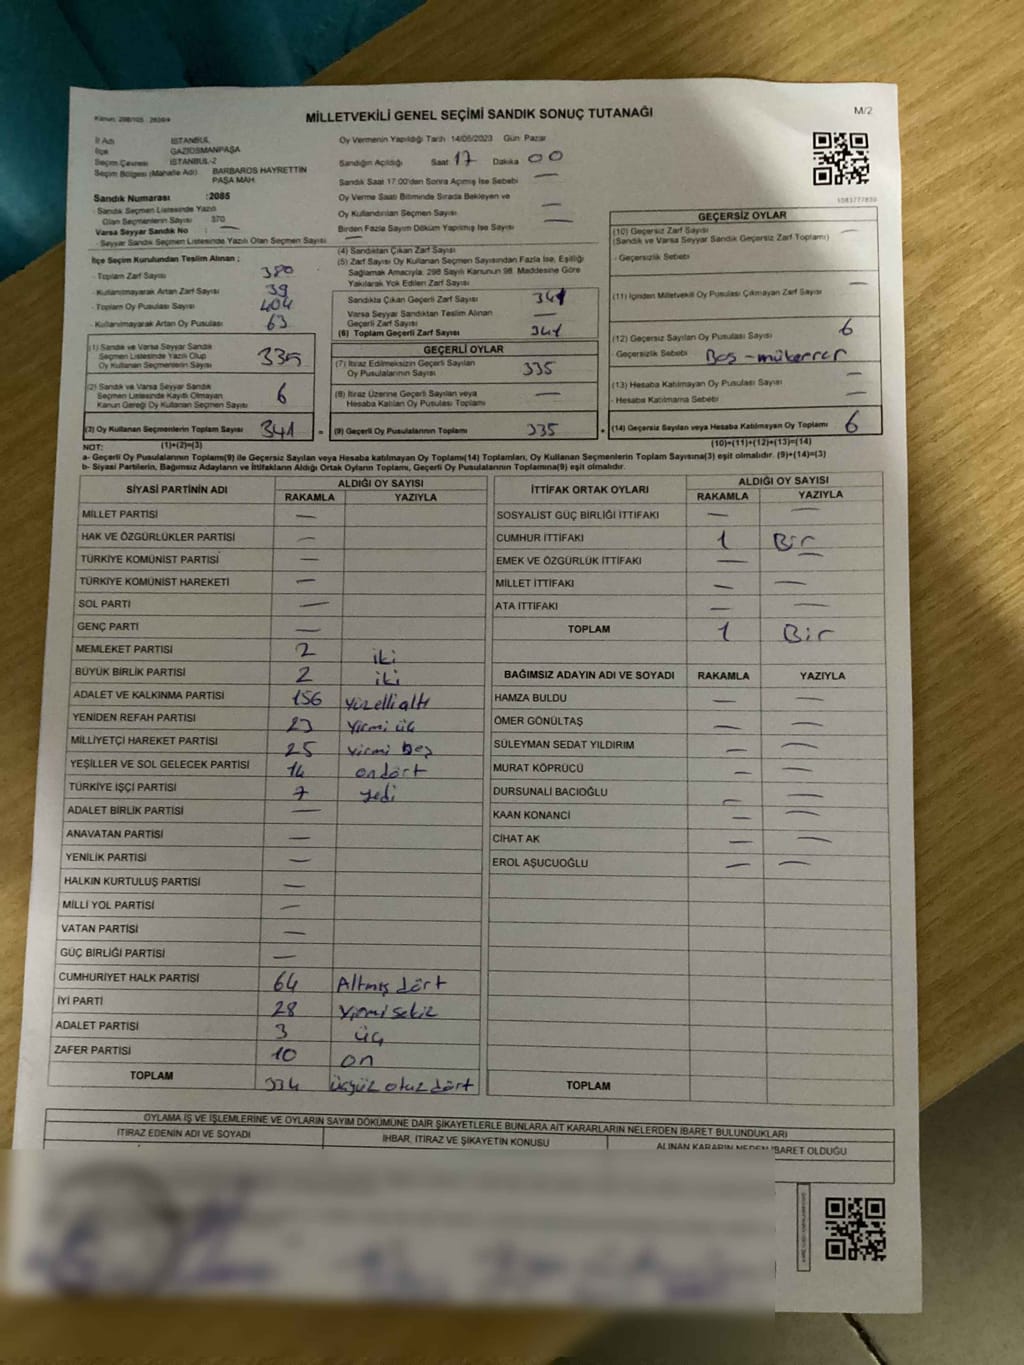 MİLLETVEKİLİ GENEL SEÇİMİ SANDIK SONUÇ TUTANAĞI
M/2
İl Adı İSTANBUL
İlçe GAZİOSMANPAŞA
Seçim Çevresi İSTANBUL-2
Seçim Bölgesi (Mahalle Adı) BARBAROS HAYRETTİN PAŞA MAH.
Sandık Numarası :2085
- Sandık Seçmen Listesinde Yazılı
Olan Seçmenlerin Sayısı 370
Varsa Seyyar Sandık No : —
- Seyyar Sandık Seçmen Listesinde Yazılı Olan Seçmen Sayısı —
Oy Vermenin Yapıldığı Tarih 14/05/2023 Gün Pazar
Sandığın Açıldığı Saat 17 Dakika 00
Sandık Saat 17:00'dan Sonra Açımış İse Sebebi —
Oy Verme Saati Bitiminde Sırada Bekleyen ve —
Oy Kullandırılan Seçmen Sayısı —
Birden Fazla Sayım Döküm Yapılmış İse Sayısı —
İlçe Seçim Kurulundan Teslim Alınan ;
- Toplam Zarf Sayısı 380
- Kullanılmayarak Artan Zarf Sayısı 39
- Toplam Oy Pusulası Sayısı 404
- Kullanılmayarak Artan Oy Pusulası 63
(1) Sandık ve Varsa Seyyar Sandık
Seçmen Listesinde Yazılı Olup
Oy Kullanan Seçmenlerin Sayısı 335
(2) Sandık ve Varsa Seyyar Sandık
Seçmen Listesinde Kayıtlı Olmayan
Kanun Gereği Oy Kullanan Seçmen Sayısı 6
(3) Oy Kullanan Seçmenlerin Toplam Sayısı 341
(1)+(2)=(3)
(4) Sandıktan Çıkan Zarf Sayısı
(5) Zarf Sayısı Oy Kullanan Seçmen Sayısından Fazla İse, Eşitliği
Sağlamak Amacıyla, 298 Sayılı Kanunun 98. Maddesine Göre
Yakılarak Yok Edilen Zarf Sayısı
Sandıkta Çıkan Geçerli Zarf Sayısı 341
Varsa Seyyar Sandıktan Teslim Alınan
Geçerli Zarf Sayısı —
(6) Toplam Geçerli Zarf Sayısı 341
GEÇERLİ OYLAR
(7) İtiraz Edilmeksizin Geçerli Sayılan
Oy Pusulalarının Sayısı 335
(8) İtiraz Üzerine Geçerli Sayılan veya
Hesaba Katılan Oy Pusulası Toplamı —
= (9) Geçerli Oy Pusulalarının Toplamı 335
GEÇERSİZ OYLAR
(10) Geçersiz Zarf Sayısı —
(Sandık ve Varsa Seyyar Sandık Geçersiz Zarf Toplamı)
- Geçersizlik Sebebi
(11) İçinden Milletvekili Oy Pusulası Çıkmayan Zarf Sayısı —
(12) Geçersiz Sayılan Oy Pusulası Sayısı 6
- Geçersizlik Sebebi Boş - mükerrer
(13) Hesaba Katılmayan Oy Pusulası Sayısı —
- Hesaba Katılmama Sebebi —
+ (14) Geçersiz Sayılan veya Hesaba Katılmayan Oy Toplamı 6
(10)+(11)+(12)+(13)=(14)
NOT:
a- Geçerli Oy Pusulalarının Toplamı(9) ile Geçersiz Sayılan veya Hesaba katılmayan Oy Toplamı(14) Toplamları, Oy Kullanan Seçmenlerin Toplam Sayısına(3) eşit olmalıdır. (9)+(14)=(3)
b- Siyasi Partilerin, Bağımsız Adayların ve İttifakların Aldığı Ortak Oyların Toplamı, Geçerli Oy Pusulalarının Toplamına(9) eşit olmalıdır.
SİYASİ PARTİNİN ADI ALDIĞI OY SAYISI
RAKAMLA YAZIYLA
MİLLET PARTİSİ —
HAK VE ÖZGÜRLÜKLER PARTİSİ —
TÜRKİYE KOMÜNİST PARTİSİ —
TÜRKİYE KOMÜNİST HAREKETİ —
SOL PARTİ —
GENÇ PARTİ —
MEMLEKET PARTİSİ 2 iki
BÜYÜK BİRLİK PARTİSİ 2 iki
ADALET VE KALKINMA PARTİSİ 156 yüzellialtı
YENİDEN REFAH PARTİSİ 23 yirmi üç
MİLLİYETÇİ HAREKET PARTİSİ 25 yirmi beş
YEŞİLLER VE SOL GELECEK PARTİSİ 14 ondört
TÜRKİYE İŞÇİ PARTİSİ 7 yedi
ADALET BİRLİK PARTİSİ —
ANAVATAN PARTİSİ —
YENİLİK PARTİSİ —
HALKIN KURTULUŞ PARTİSİ —
MİLLİ YOL PARTİSİ —
VATAN PARTİSİ —
GÜÇ BİRLİĞİ PARTİSİ —
CUMHURİYET HALK PARTİSİ 64 Altmış dört
İYİ PARTİ 28 yirmi sekiz
ADALET PARTİSİ 3 üç
ZAFER PARTİSİ 10 on
TOPLAM 334 üçyüz otuz dört
İTTİFAK ORTAK OYLARI ALDIĞI OY SAYISI
RAKAMLA YAZIYLA
SOSYALİST GÜÇ BİRLİĞİ İTTİFAKI — —
CUMHUR İTTİFAKI 1 Bir
EMEK VE ÖZGÜRLÜK İTTİFAKI — —
MİLLET İTTİFAKI — —
ATA İTTİFAKI — —
TOPLAM 1 Bir
BAĞIMSIZ ADAYIN ADI VE SOYADI RAKAMLA YAZIYLA
HAMZA BULDU — —
ÖMER GÖNÜLTAŞ — —
SÜLEYMAN SEDAT YILDIRIM — —
MURAT KÖPRÜCÜ — —
DURSUNALİ BACIOĞLU — —
KAAN KONANCİ — —
CİHAT AK — —
EROL AŞUCUOĞLU — —
TOPLAM
OYLAMA İŞ VE İŞLEMLERİNE VE OYLARIN SAYIM DÖKÜMÜNE DAİR ŞİKAYETLERLE BUNLARA AİT KARARLARIN NELERDEN İBARET BULUNDUKLARI
İTİRAZ EDENİN ADI VE SOYADI İHBAR, İTİRAZ VE ŞİKAYETİN KONUSU ALINAN KARARIN NEDEN İBARET OLDUĞU